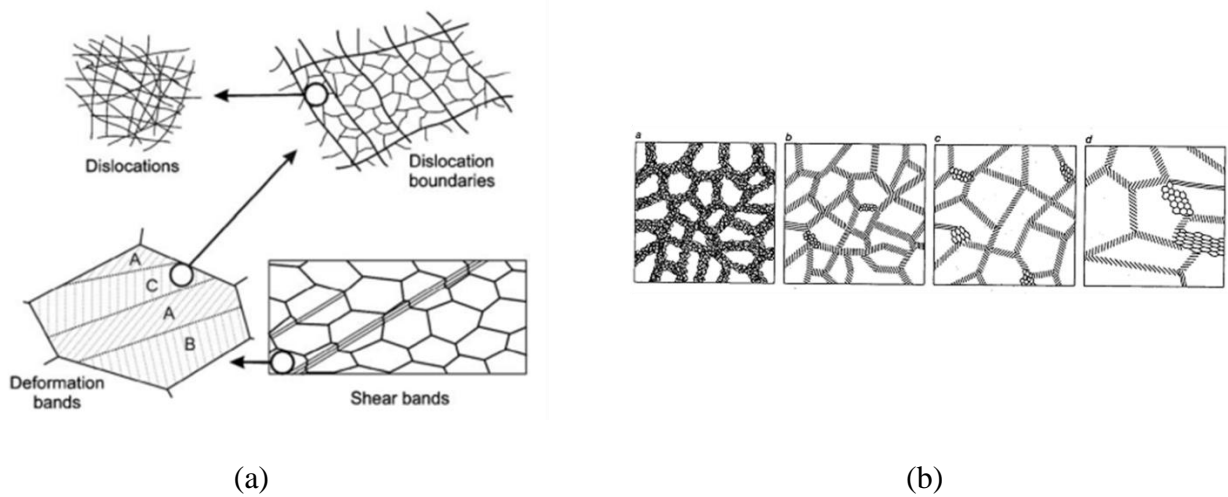 Dislocations
Dislocation
boundaries
A
C
A
B
Deformation
bands
Shear bands
(a)
a
b
c
d
(b)